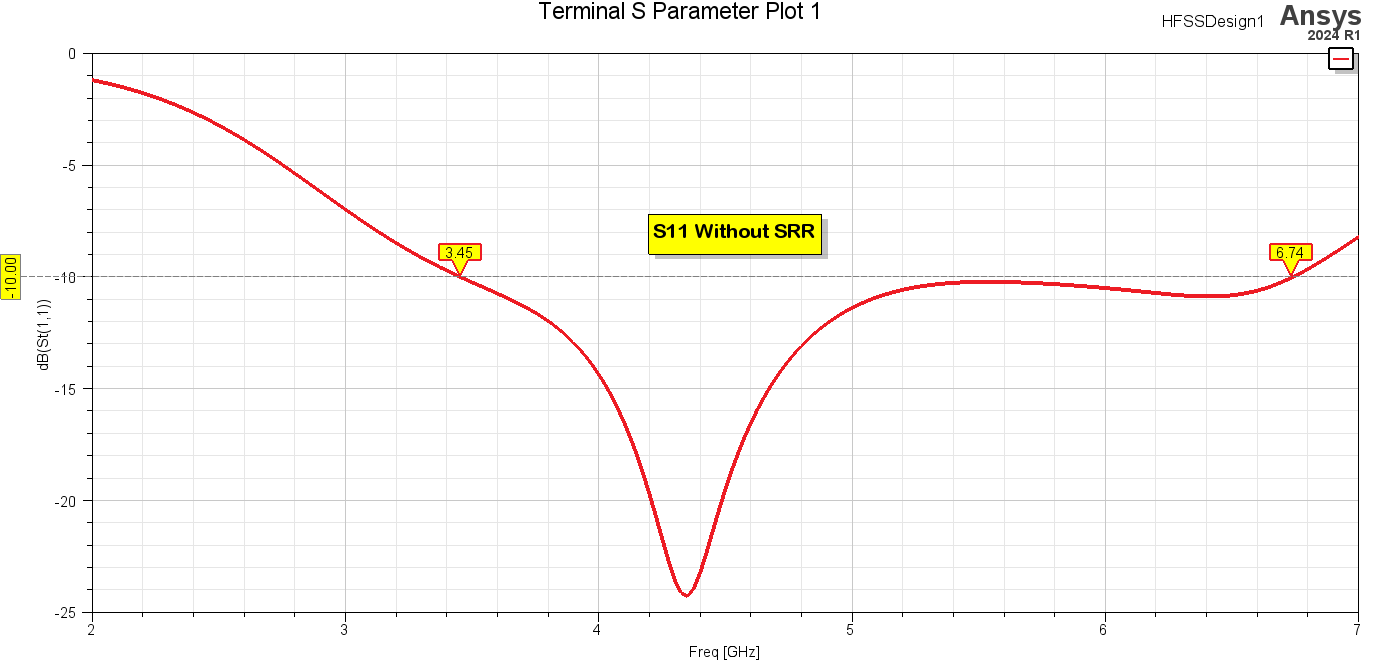 Terminal S Parameter Plot 1
HFSSDesign1
Ansys
2024 R1
0
-5
-10
-15
-20
-25
-10.00
dB(St(1,1))
S11 Without SRR
3.45
6.74
2
3
4
5
6
7
Freq [GHz]